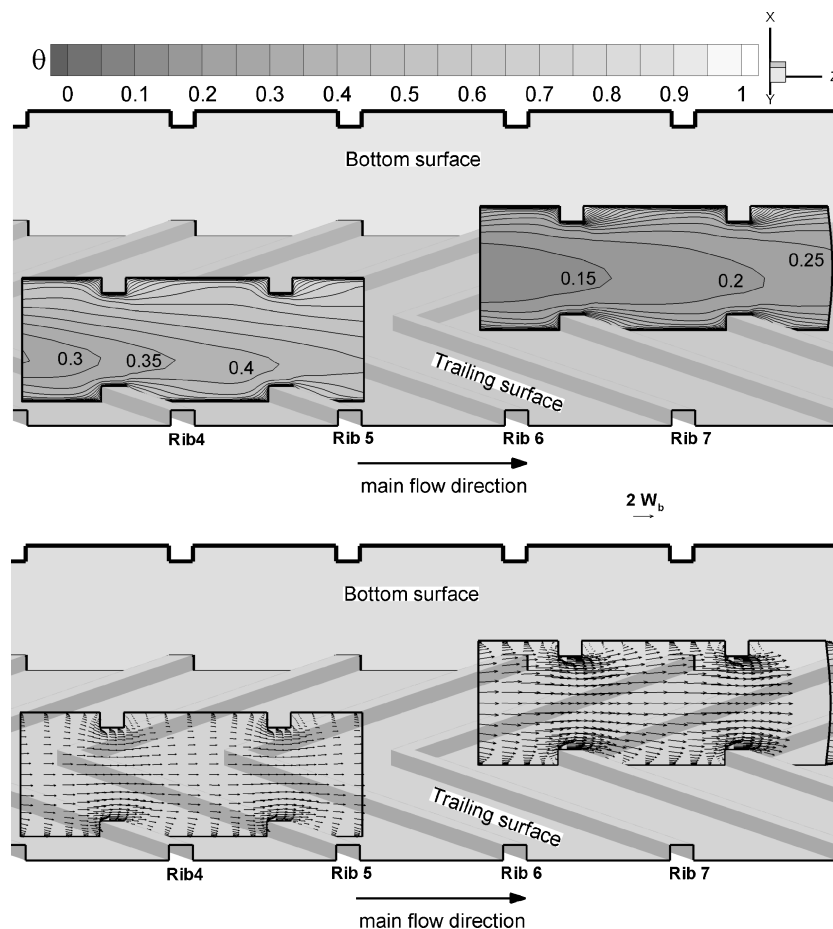 X
θ
Z
Y
0 0.1 0.2 0.3 0.4 0.5 0.6 0.7 0.8 0.9 1
Bottom surface
0.25
0.15
0.2
0.3
0.35
0.4
Trailing surface
Rib4
Rib 5
Rib 6
Rib 7
main flow direction
2 Wb
Bottom surface
Trailing surface
Rib4
Rib 5
Rib 6
Rib 7
main flow direction